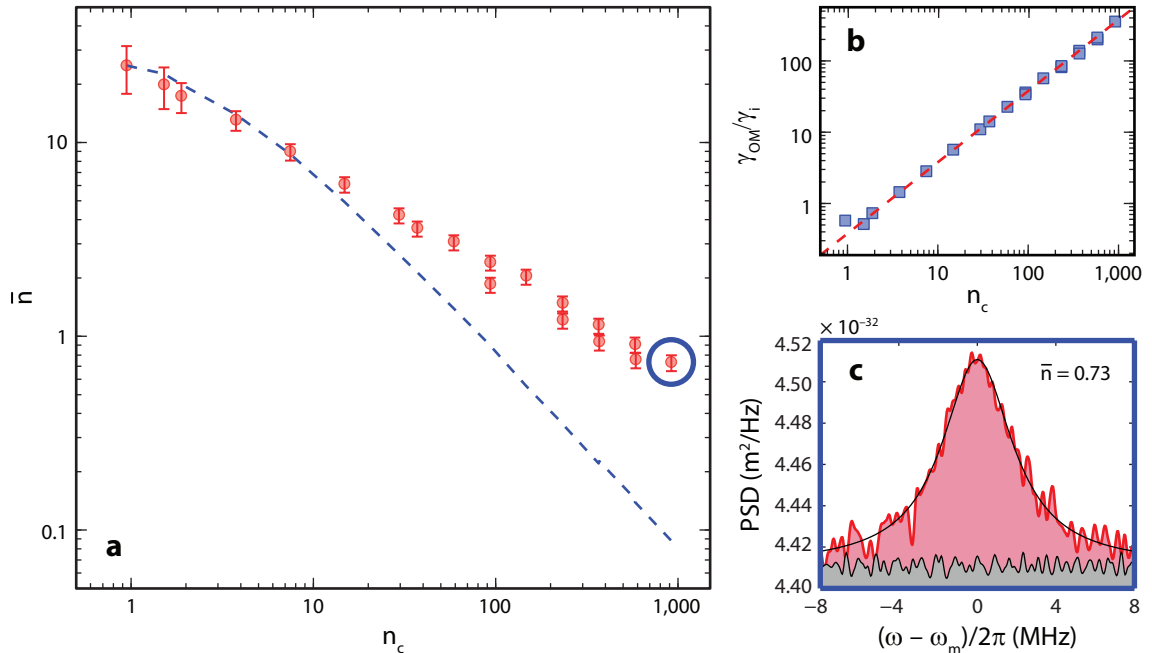 a
n̄
10
1
0.1
1
10
100
1,000
n_c
b
γ_OM/γ_i
100
10
1
1
10
100
1,000
n_c
× 10⁻³²
c
n̄ = 0.73
PSD (m²/Hz)
4.52
4.50
4.48
4.46
4.44
4.42
4.40
−8
−4
0
4
8
(ω − ω_m)/2π (MHz)